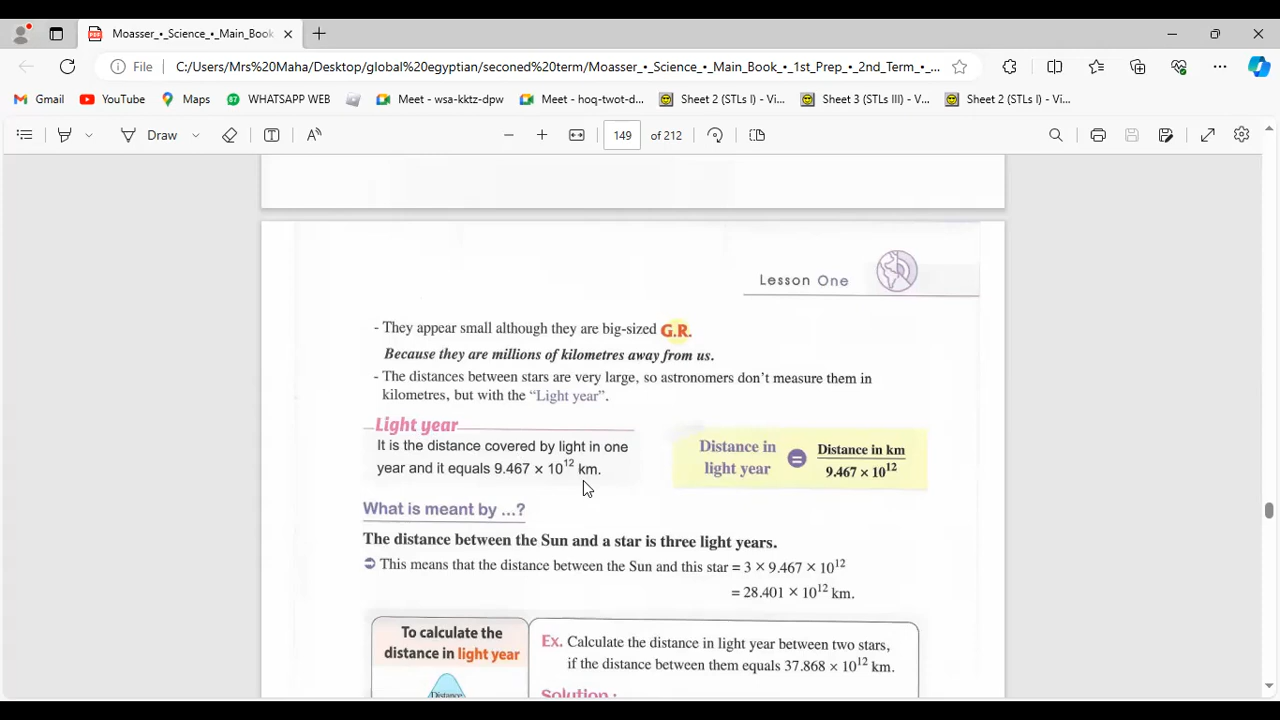 Moasser_•_Science_•_Main_Book
File
C:/Users/Mrs%20Maha/Desktop/global%20egyptian/seconed%20term/Moasser_•_Science_•_Main_Book_•_1st_Prep_•_2nd_Term_•_...
Gmail
YouTube
Maps
87
WHATSAPP WEB
Meet - wsa-kktz-dpw
Meet - hoq-twot-d...
Sheet 2 (STLs I) - Vi...
Sheet 3 (STLs III) - V...
Sheet 2 (STLs I) - Vi...
Draw
149 of 212
Lesson One
- They appear small although they are big-sized G.R.
Because they are millions of kilometres away from us.
- The distances between stars are very large, so astronomers don't measure them in
kilometres, but with the "Light year".
Light year
It is the distance covered by light in one
year and it equals 9.467 × 10¹² km.
Distance in
light year
=
Distance in km
9.467 × 10¹²
What is meant by ...?
The distance between the Sun and a star is three light years.
This means that the distance between the Sun and this star = 3 × 9.467 × 10¹²
= 28.401 × 10¹² km.
To calculate the
distance in light year
Distance
Ex. Calculate the distance in light year between two stars,
if the distance between them equals 37.868 × 10¹² km.
Solution :